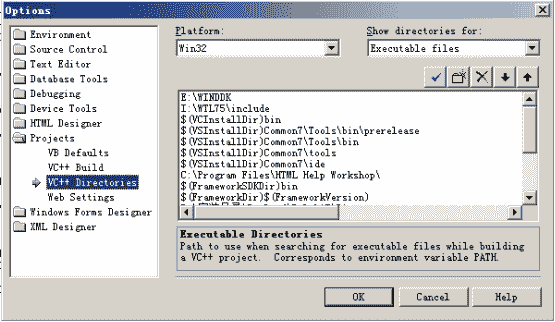 Options
Environment
Source Control
Text Editor
Database Tools
Debugging
Device Tools
HTML Designer
Projects
VB Defaults
VC++ Build
VC++ Directories
Web Settings
Windows Forms Designer
XML Designer
Platform:
Win32
Show directories for:
Executable files
E:\WINDDK
I:\WTL75\include
$(VCInstallDir)bin
$(VSInstallDir)Common7\Tools\bin\prerelease
$(VSInstallDir)Common7\Tools\bin
$(VSInstallDir)Common7\tools
$(VSInstallDir)Common7\ide
C:\Program Files\HTML Help Workshop\
$(FrameworkSDKDir)bin
$(FrameworkDir)$(FrameworkVersion)
Executable Directories
Path to use when searching for executable files while building
a VC++ project.  Corresponds to environment variable PATH.
OK
Cancel
Help